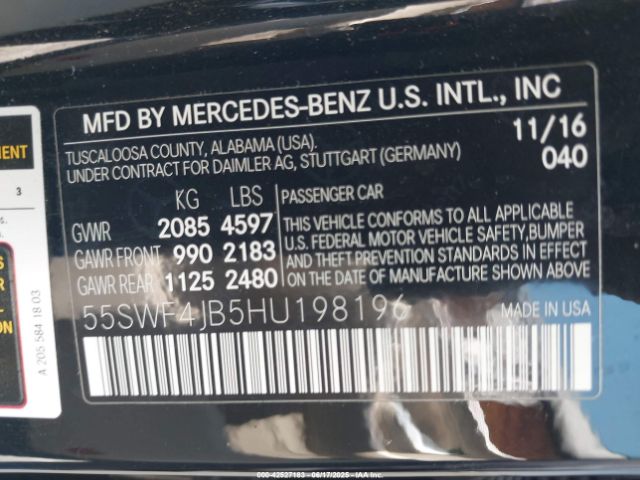 MFD BY MERCEDES-BENZ U.S. INTL., INC
TUSCALOOSA COUNTY, ALABAMA (USA).
UNDER CONTRACT FOR DAIMLER AG, STUTTGART (GERMANY)
11/16
040
KG LBS
GVWR 2085 4597
GAWR FRONT 990 2183
GAWR REAR 1125 2480
PASSENGER CAR
THIS VEHICLE CONFORMS TO ALL APPLICABLE
U.S. FEDERAL MOTOR VEHICLE SAFETY, BUMPER
AND THEFT PREVENTION STANDARDS IN EFFECT
ON THE DATE OF MANUFACTURE SHOWN ABOVE
55SWF4JB5HU198196
MADE IN USA
3
A 205 584 18 03
000-42527183 - 06/17/2025 - IAA Inc.